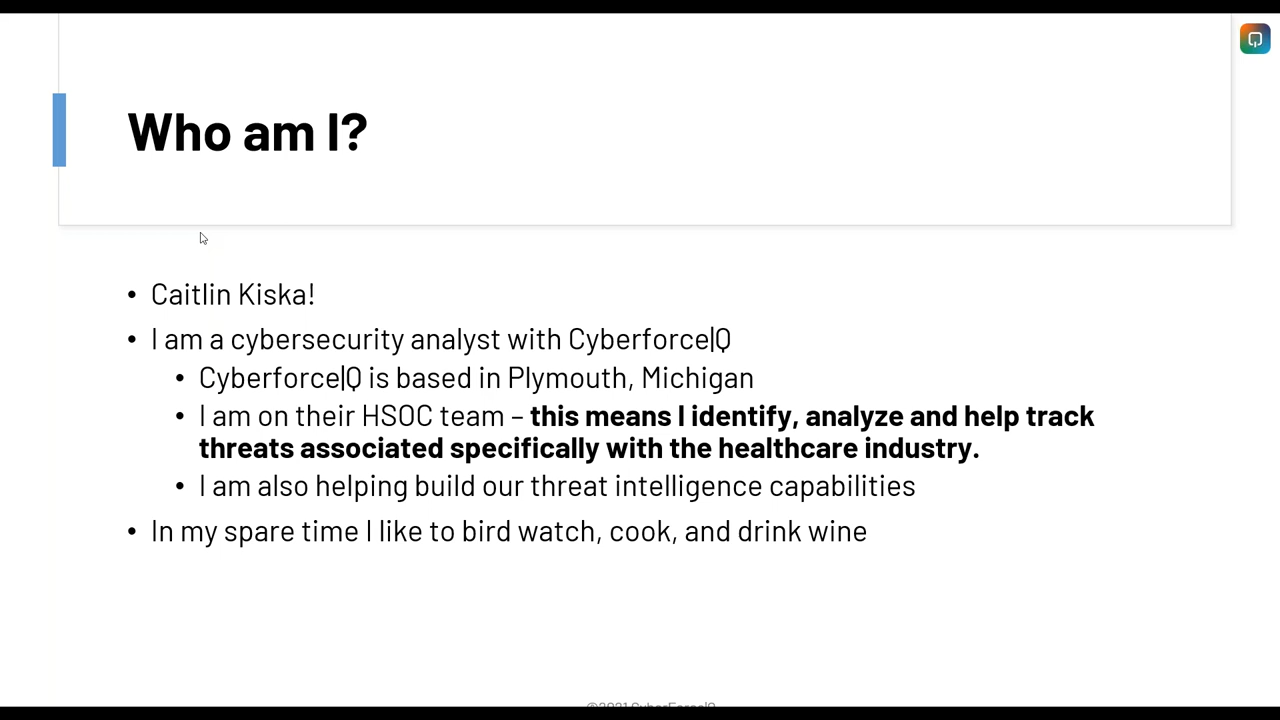 Who am I?
• Caitlin Kiska!
• I am a cybersecurity analyst with Cyberforce|Q
• Cyberforce|Q is based in Plymouth, Michigan
• I am on their HSOC team – this means I identify, analyze and help track
threats associated specifically with the healthcare industry.
• I am also helping build our threat intelligence capabilities
• In my spare time I like to bird watch, cook, and drink wine
©2021 CyberForce|Q